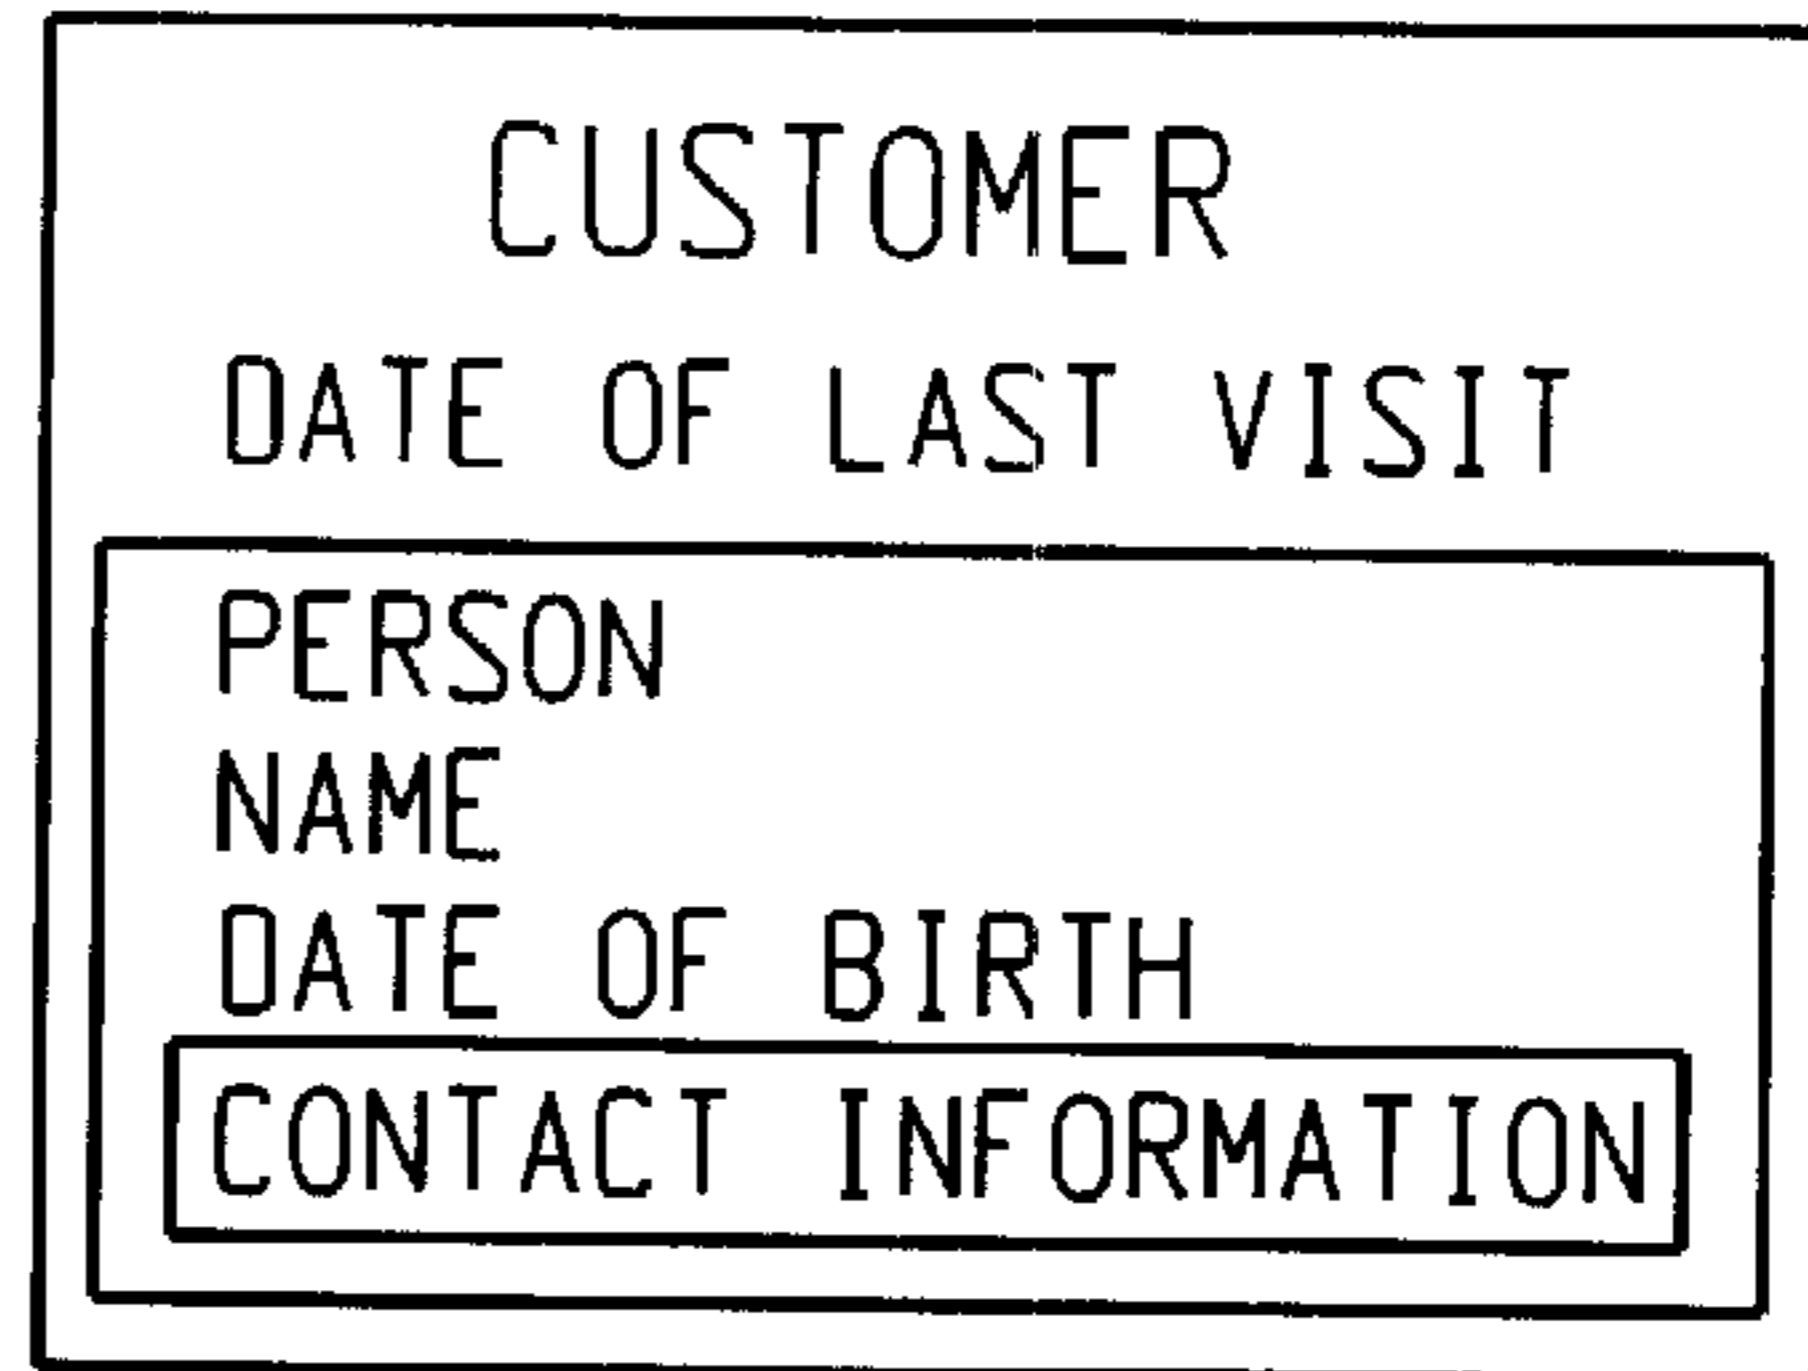 CUSTOMER
DATE OF LAST VISIT
PERSON
NAME
DATE OF BIRTH
CONTACT INFORMATION